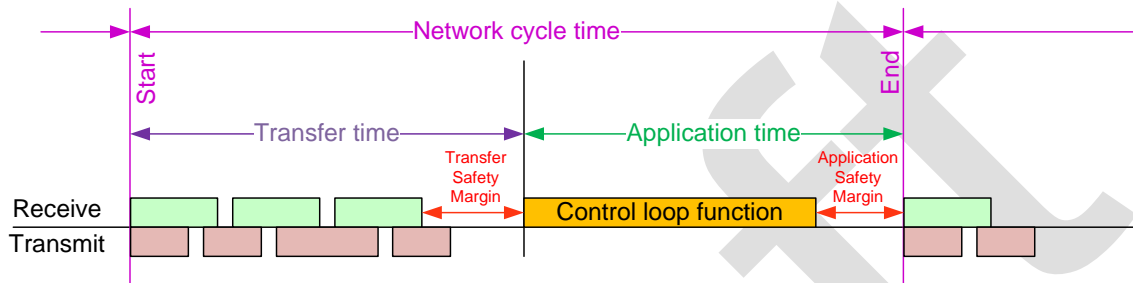 Network cycle time
Start
End
Transfer time
Application time
Transfer
Safety
Margin
Application
Safety
Margin
Receive
Control loop function
Transmit
ft